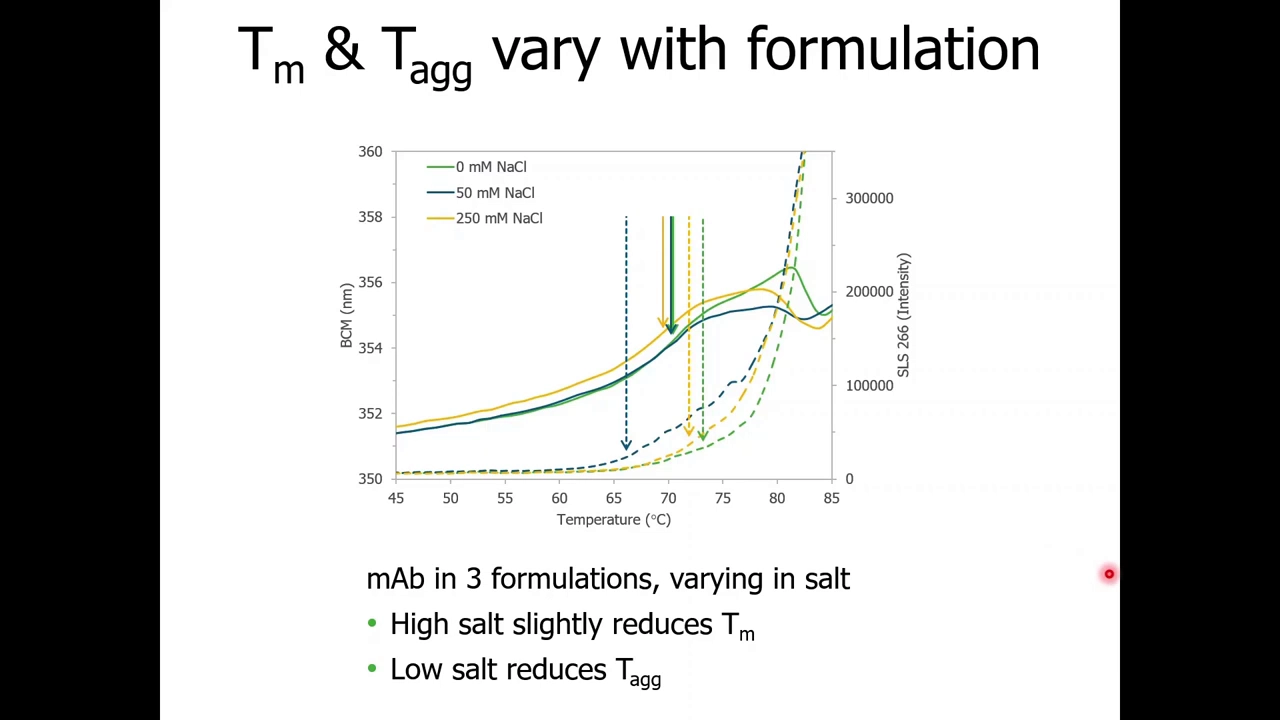 Tm & Tagg vary with formulation
360
358
356
354
352
350
BCM (nm)
0 mM NaCl
50 mM NaCl
250 mM NaCl
300000
200000
100000
0
SLS 266 (Intensity)
45 50 55 60 65 70 75 80 85
Temperature (°C)
mAb in 3 formulations, varying in salt
• High salt slightly reduces Tm
• Low salt reduces Tagg